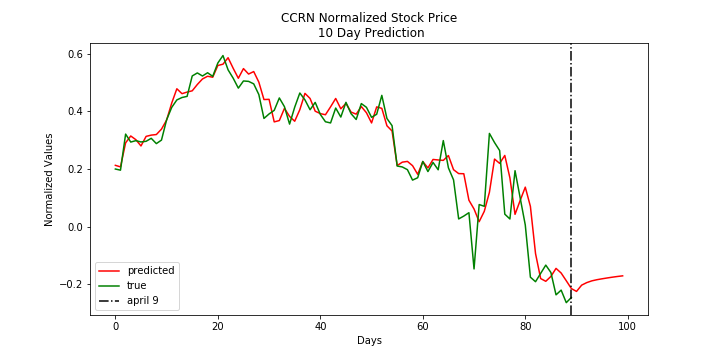 CCRN Normalized Stock Price
10 Day Prediction
Normalized Values
0.6
0.4
0.2
0.0
−0.2
predicted
true
april 9
0 20 40 60 80 100
Days